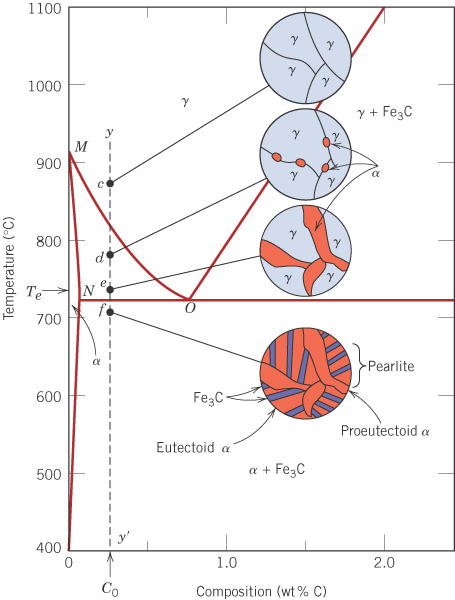 1100
1000
900
800
700
600
500
400
Temperature (°C)
T_e
M
N
O
y
γ
c
d
e
f
α
γ γ
γ γ
γ + Fe₃C
γ γ
γ γ
α
γ γ
γ γ
Pearlite
Fe₃C
Proeutectoid α
Eutectoid α
α + Fe₃C
y′
0 1.0 2.0
C₀ Composition (wt% C)